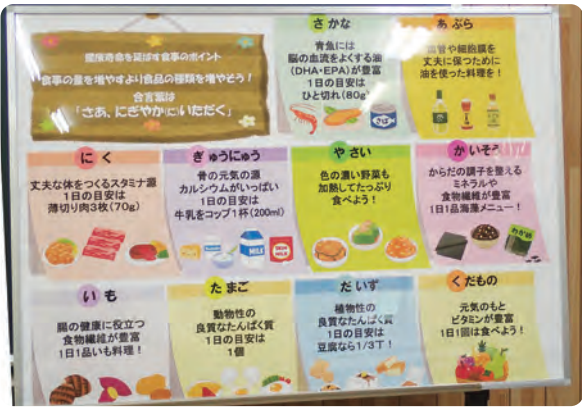 健康寿命を延ばす食事のポイント
食事の量を増やすより食品の種類を増やそう！
合言葉は
「さあ、にぎやか(に)いただく」
さかな
青魚には
脳の血流をよくする油
（DHA・EPA）が豊富
1日の目安は
ひと切れ（80g）
さば
あぶら
血管や細胞膜を
丈夫に保つために
油を使った料理を！
にく
丈夫な体をつくるスタミナ源
1日の目安は
薄切り肉3枚（70g）
ぎゅうにゅう
骨の元気の源
カルシウムがいっぱい
1日の目安は
牛乳をコップ1杯（200ml）
MILK
やさい
色の濃い野菜も
加熱してたっぷり
食べよう！
かいそう
からだの調子を整える
ミネラルや
食物繊維が豊富
1日1品海藻メニュー！
わかめ
いも
腸の健康に役立つ
食物繊維が豊富
1日1品いも料理！
たまご
動物性の
良質なたんぱく質
1日の目安は
1個
だいず
植物性の
良質なたんぱく質
1日の目安は
豆腐なら1/3丁！
くだもの
元気のもと
ビタミンが豊富
1日1回は食べよう！